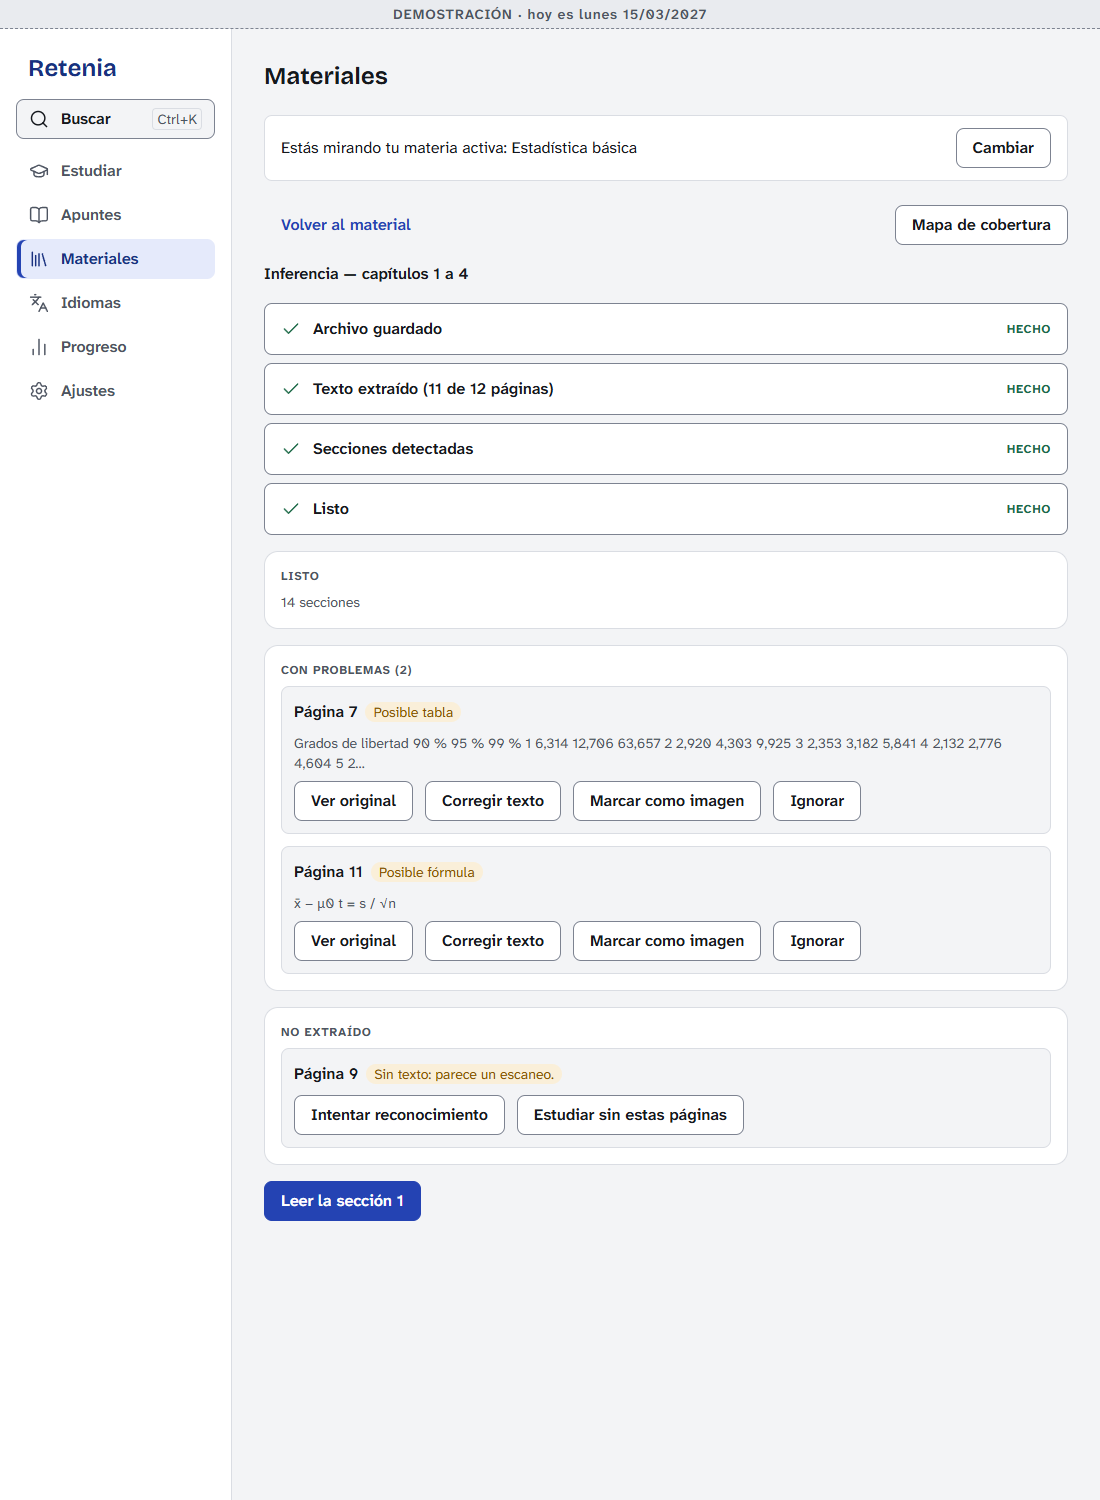 DEMOSTRACIÓN · hoy es lunes 15/03/2027
Retenia
Buscar Ctrl+K
Estudiar
Apuntes
Materiales
Idiomas
Progreso
Ajustes
Materiales
Estás mirando tu materia activa: Estadística básica
Cambiar
Volver al material
Mapa de cobertura
Inferencia — capítulos 1 a 4
Archivo guardado HECHO
Texto extraído (11 de 12 páginas) HECHO
Secciones detectadas HECHO
Listo HECHO
LISTO
14 secciones
CON PROBLEMAS (2)
Página 7 Posible tabla
Grados de libertad 90 % 95 % 99 % 1 6,314 12,706 63,657 2 2,920 4,303 9,925 3 2,353 3,182 5,841 4 2,132 2,776
4,604 5 2...
Ver original Corregir texto Marcar como imagen Ignorar
Página 11 Posible fórmula
x̄ − μ0 t = s / √n
Ver original Corregir texto Marcar como imagen Ignorar
NO EXTRAÍDO
Página 9 Sin texto: parece un escaneo.
Intentar reconocimiento Estudiar sin estas páginas
Leer la sección 1